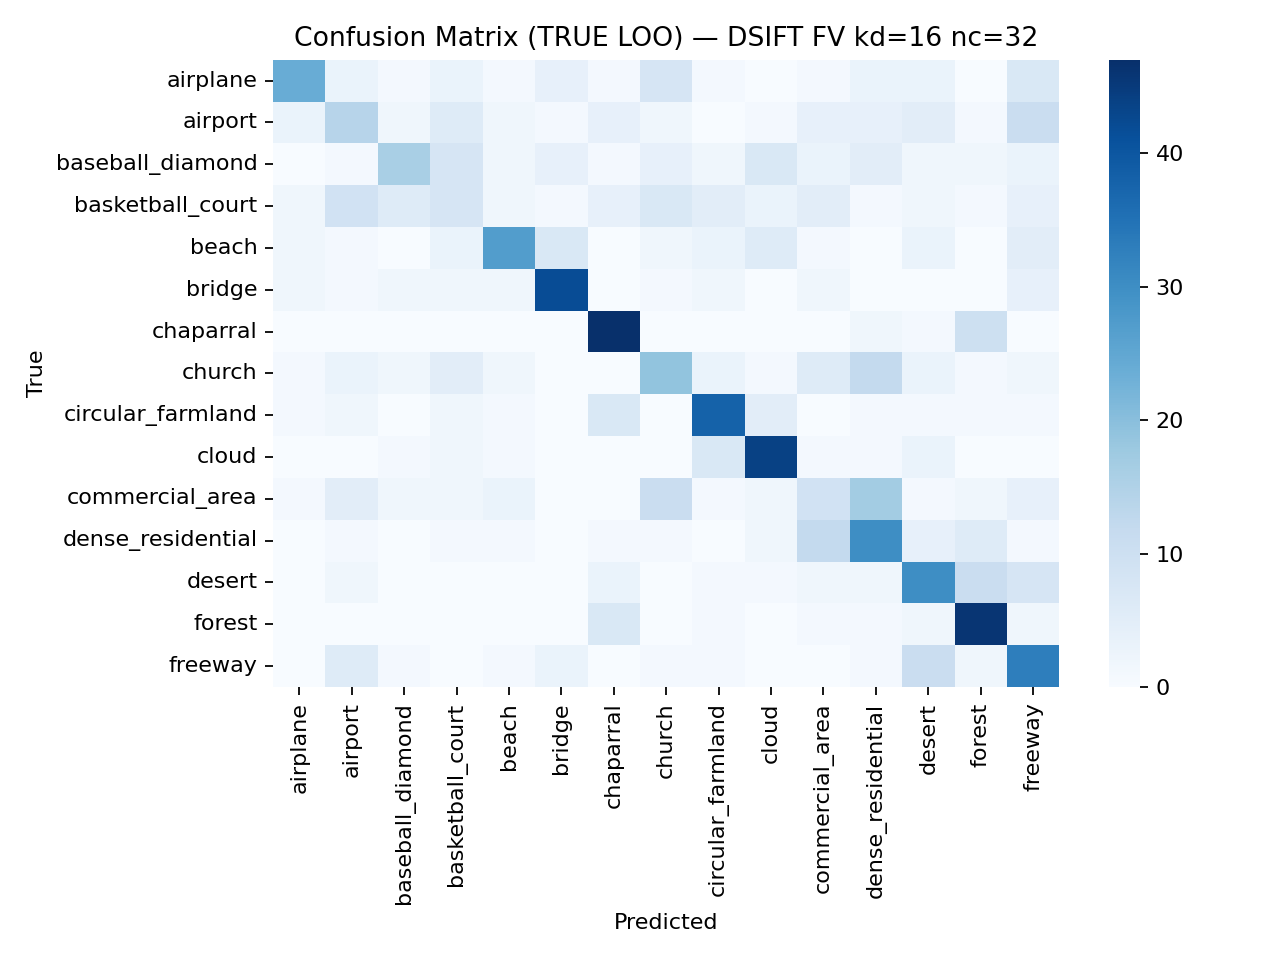 Confusion Matrix (TRUE LOO) — DSIFT FV kd=16 nc=32
True
airplane
airport
baseball_diamond
basketball_court
beach
bridge
chaparral
church
circular_farmland
cloud
commercial_area
dense_residential
desert
forest
freeway
airplane
airport
baseball_diamond
basketball_court
beach
bridge
chaparral
church
circular_farmland
cloud
commercial_area
dense_residential
desert
forest
freeway
Predicted
40
30
20
10
0